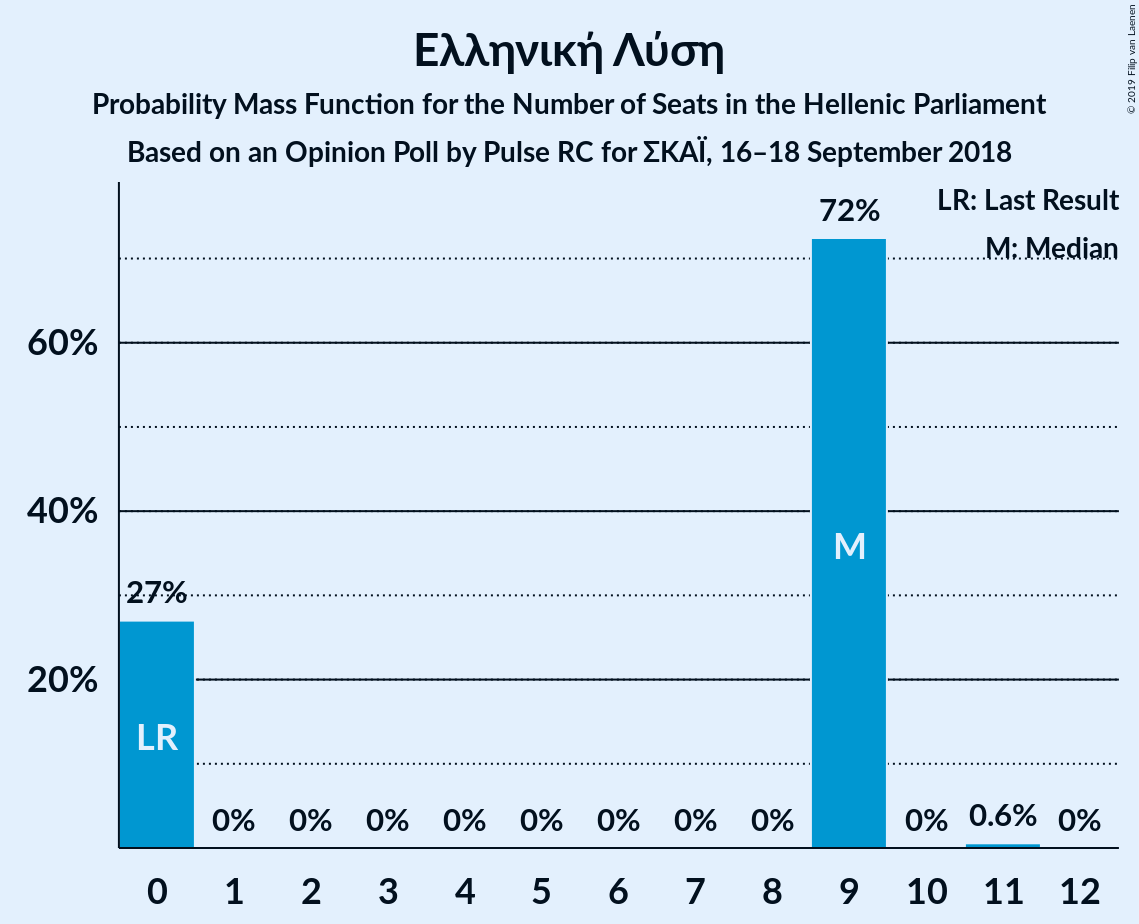 Ελληνική Λύση
Probability Mass Function for the Number of Seats in the Hellenic Parliament
Based on an Opinion Poll by Pulse RC for ΣΚΑΪ, 16–18 September 2018
© 2019 Filip van Laenen
LR: Last Result
M: Median
72%
60%
40%
27%
20%
M
LR
0% 0% 0% 0% 0% 0% 0% 0% 0% 0.6% 0%
0 1 2 3 4 5 6 7 8 9 10 11 12